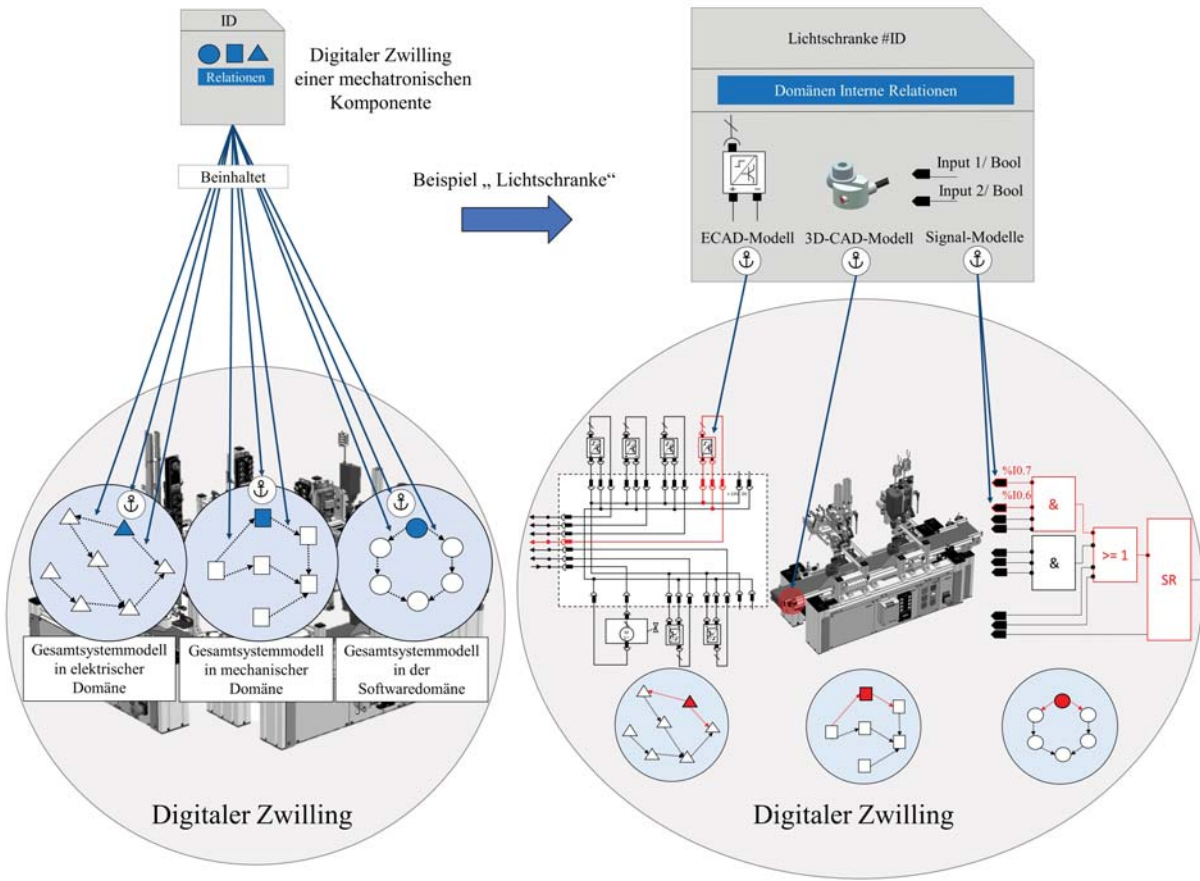 ID
Relationen
Digitaler Zwilling
einer mechatronischen
Komponente
Beinhaltet
Beispiel „ Lichtschranke“
Lichtschranke #ID
Domänen Interne Relationen
Input 1/ Bool
Input 2/ Bool
ECAD-Modell
3D-CAD-Modell
Signal-Modelle
Gesamtsystemmodell
in elektrischer
Domäne
Gesamtsystemmodell
in mechanischer
Domäne
Gesamtsystemmodell
in der
Softwaredomäne
Digitaler Zwilling
%I0.7
%I0.6
&
&
>= 1
SR
Digitaler Zwilling